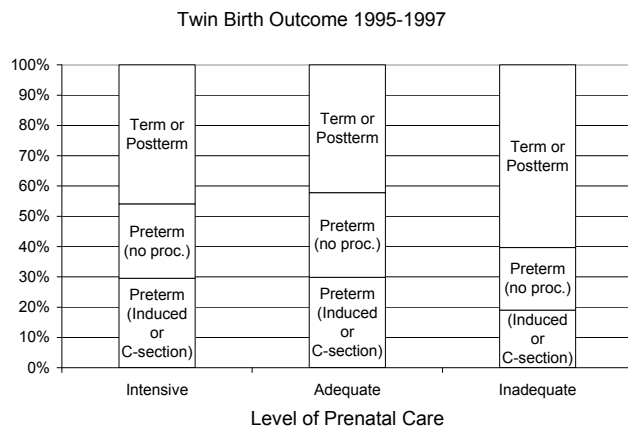 Twin Birth Outcome 1995-1997
100%
90%
80%
70%
60%
50%
40%
30%
20%
10%
0%
Term or
Postterm
Preterm
(no proc.)
Preterm
(Induced
or
C-section)
Term or
Postterm
Preterm
(no proc.)
Preterm
(Induced
or
C-section)
Term or
Postterm
Preterm
(no proc.)
(Induced
or
C-section)
Intensive
Adequate
Inadequate
Level of Prenatal Care